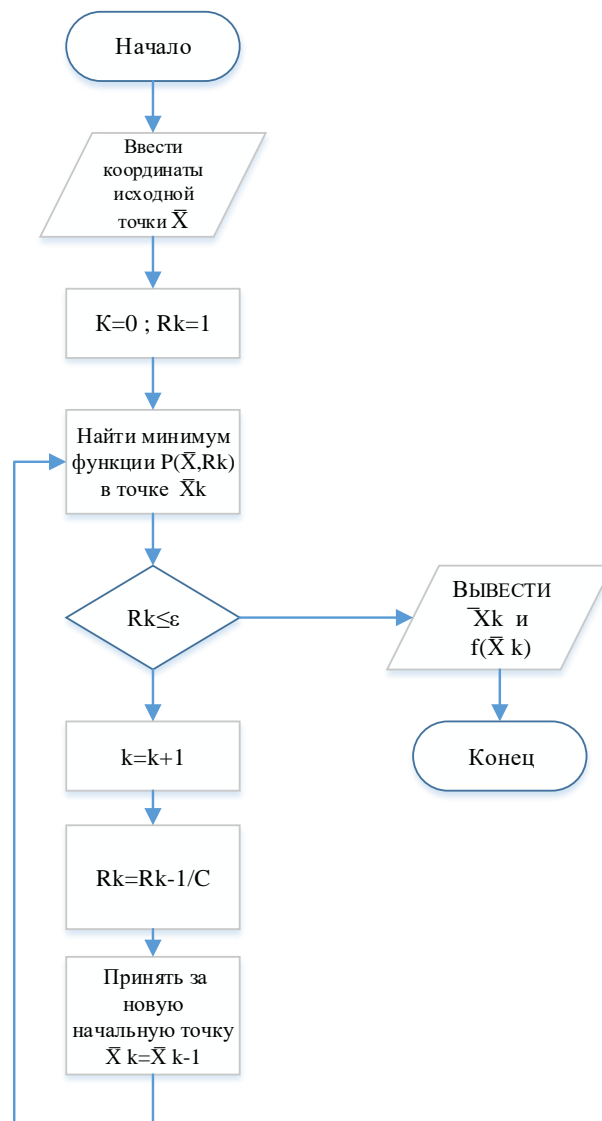 Начало
Ввести
координаты
исходной
точки X̅
K=0 ; Rk=1
Найти минимум
функции P(X̅,Rk)
в точке X̅k
Rk≤ε
ВЫВЕСТИ
X̅k и
f(X̅ k)
k=k+1
Конец
Rk=Rk-1/C
Принять за
новую
начальную точку
X̅ k=X̅ k-1